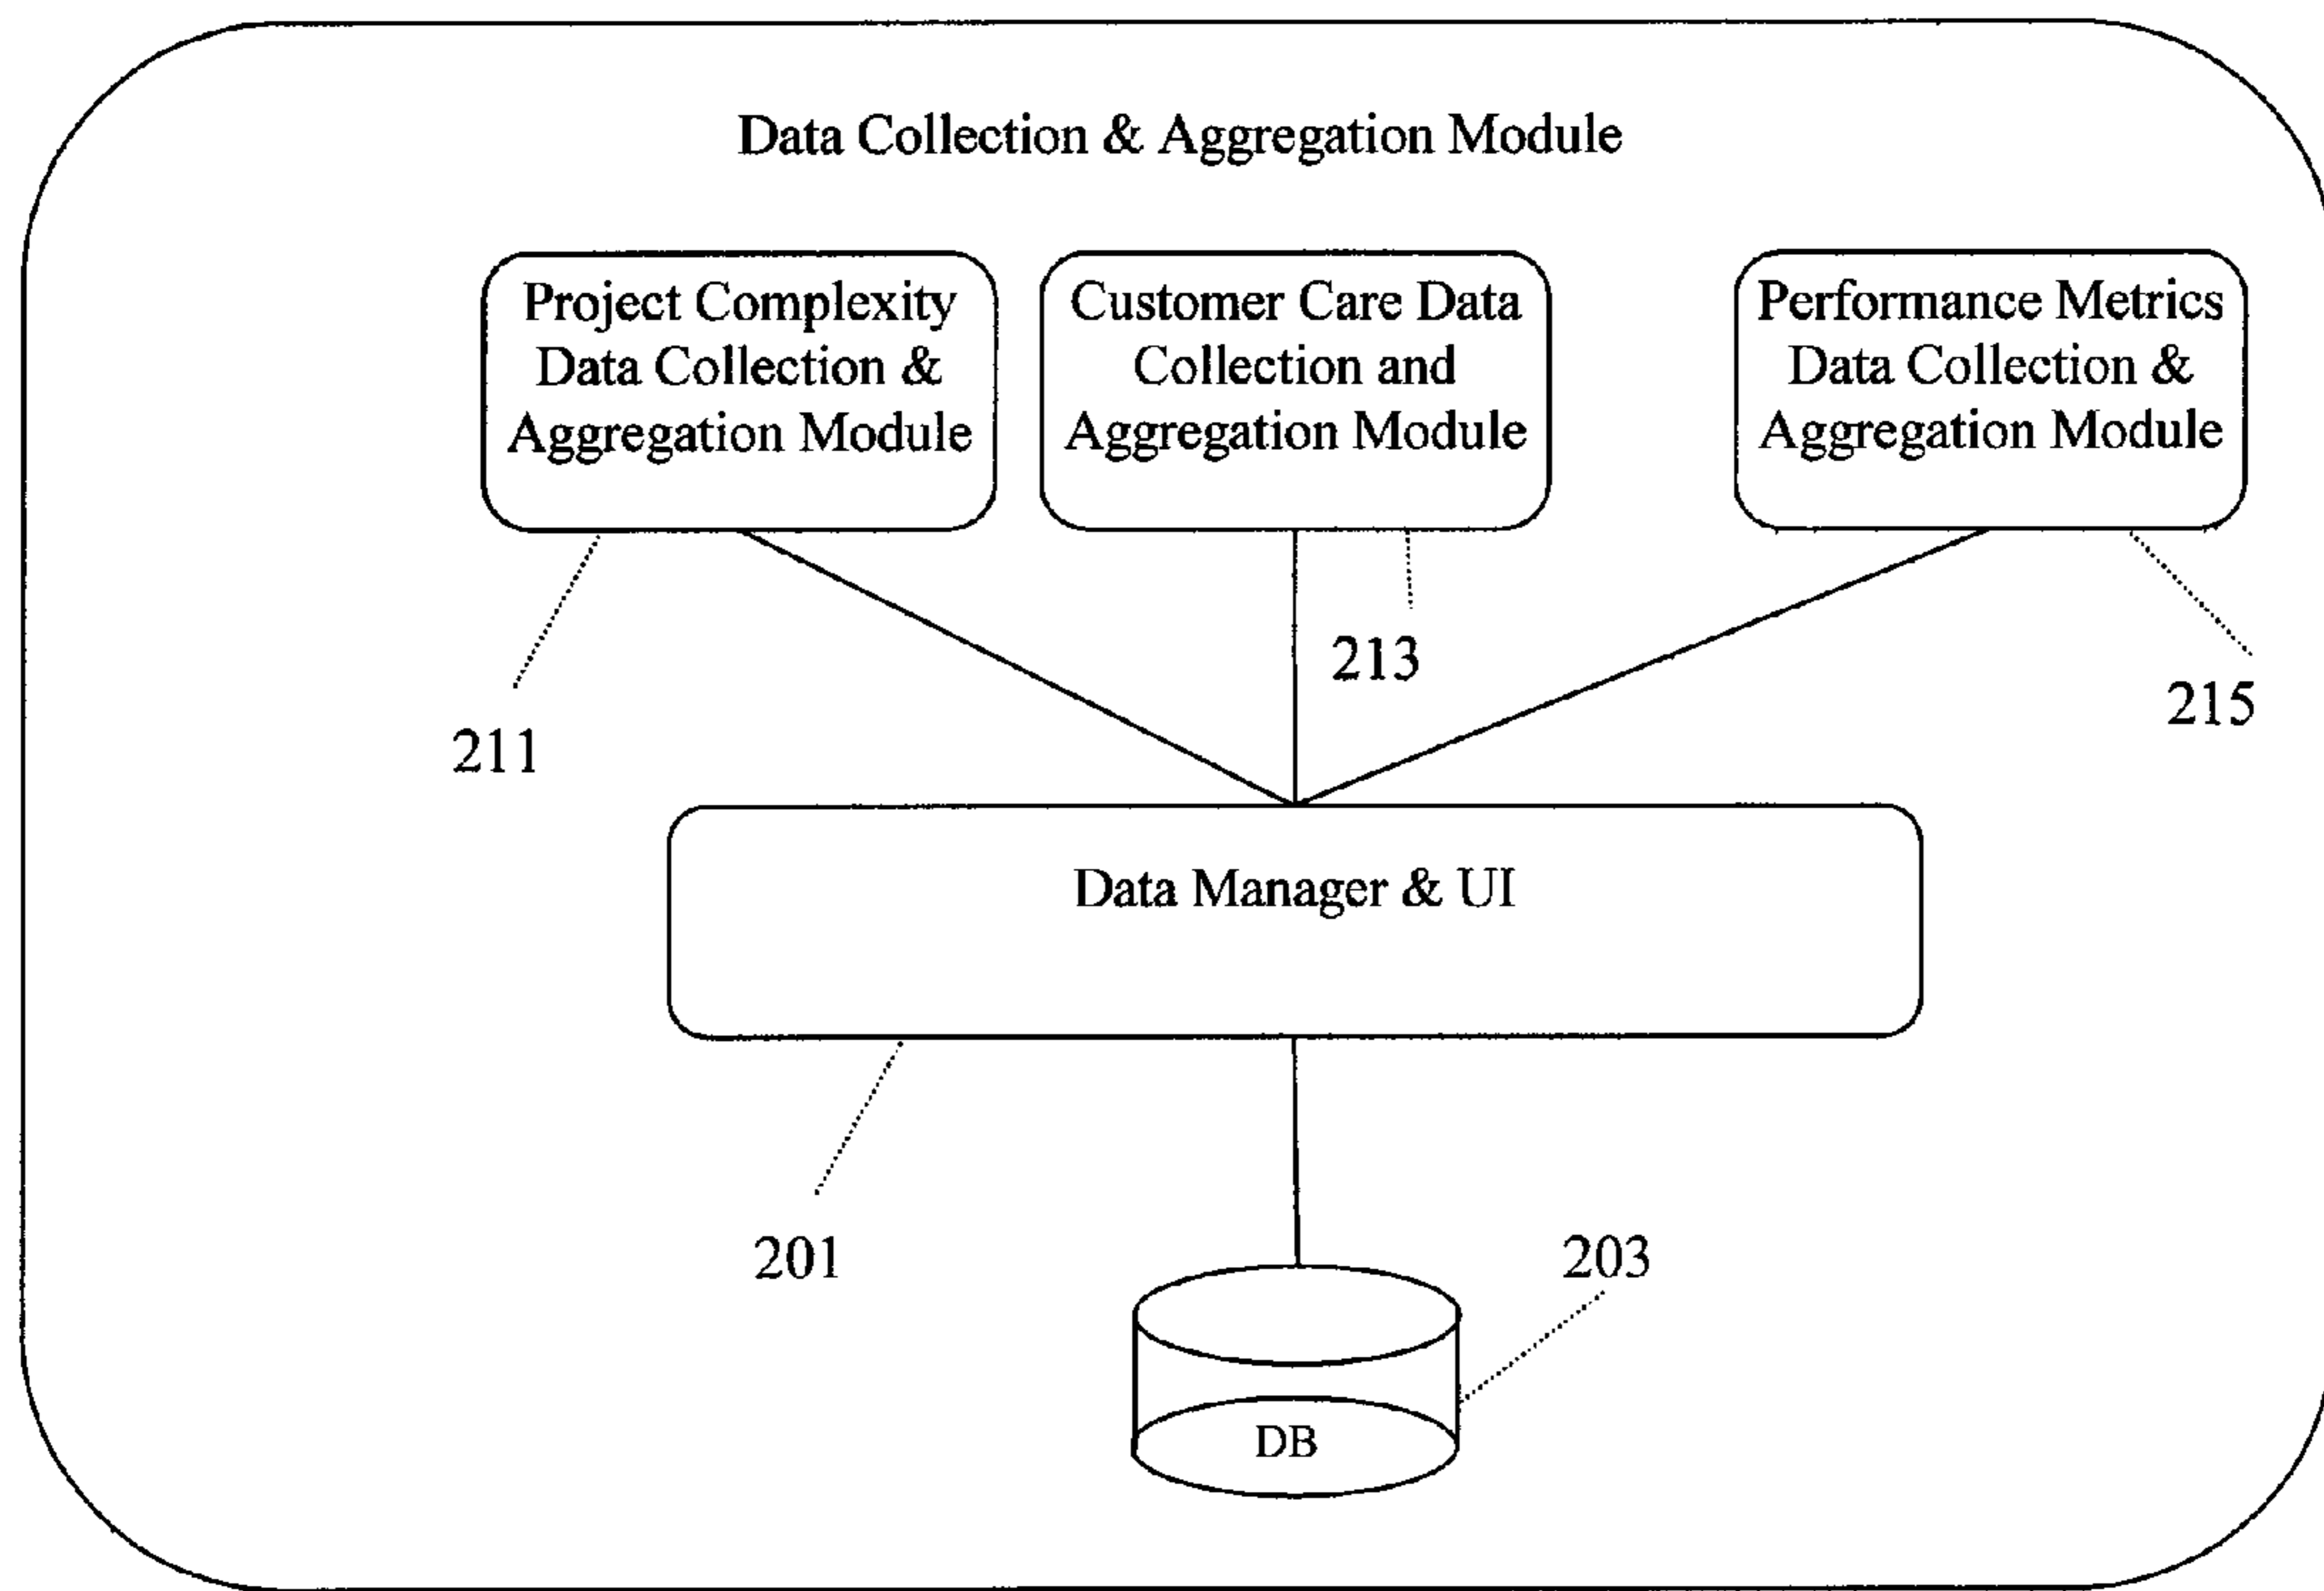 Data Collection & Aggregation Module
Project Complexity
Data Collection &
Aggregation Module
Customer Care Data
Collection and
Aggregation Module
Performance Metrics
Data Collection &
Aggregation Module
211
213
215
Data Manager & UI
201
203
DB